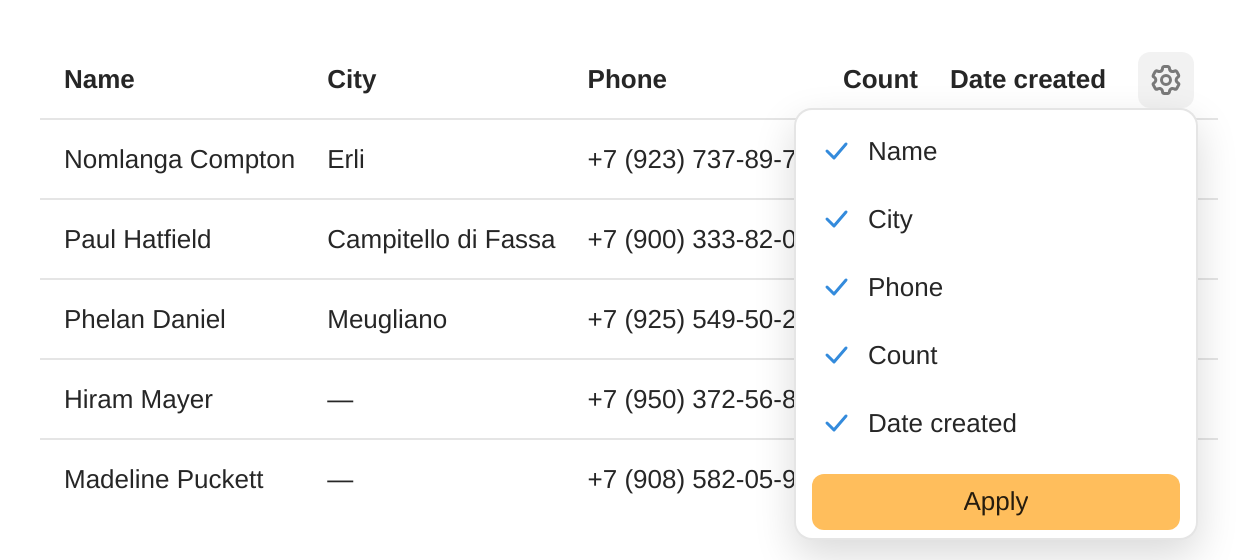 Name City Phone Count Date created
Nomlanga Compton Erli +7 (923) 737-89-7
Paul Hatfield Campitello di Fassa +7 (900) 333-82-0
Phelan Daniel Meugliano +7 (925) 549-50-2
Hiram Mayer — +7 (950) 372-56-8
Madeline Puckett — +7 (908) 582-05-9
Name
City
Phone
Count
Date created
Apply